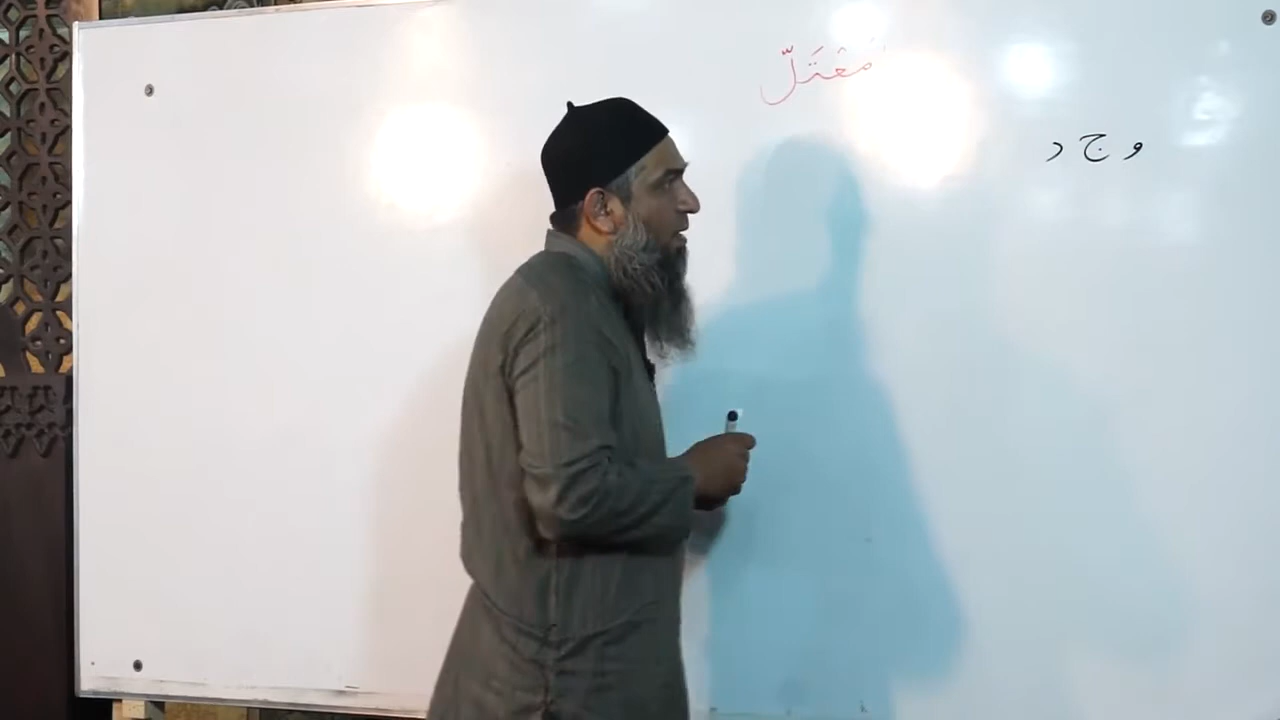 مُعْتَلّ
و ج د